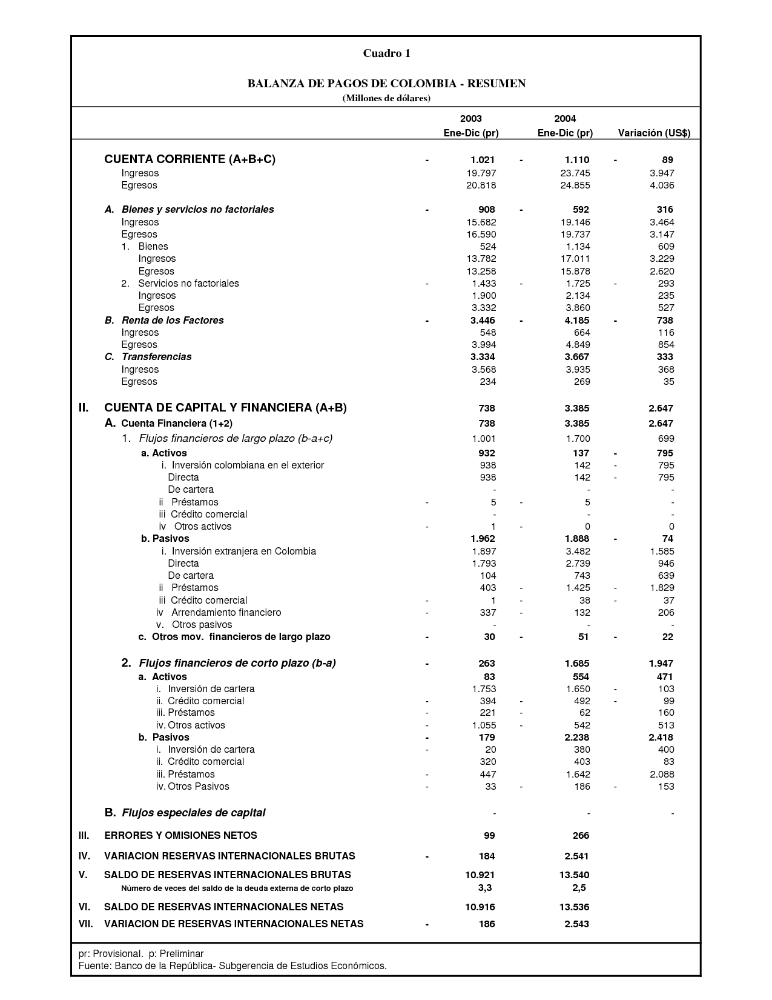 Cuadro 1
BALANZA DE PAGOS DE COLOMBIA - RESUMEN
(Millones de dólares)
2003 2004
Ene-Dic (pr) Ene-Dic (pr) Variación (US$)
CUENTA CORRIENTE (A+B+C) - 1.021 - 1.110 - 89
Ingresos 19.797 23.745 3.947
Egresos 20.818 24.855 4.036
A. Bienes y servicios no factoriales - 908 - 592 316
Ingresos 15.682 19.146 3.464
Egresos 16.590 19.737 3.147
1. Bienes 524 1.134 609
Ingresos 13.782 17.011 3.229
Egresos 13.258 15.878 2.620
2. Servicios no factoriales - 1.433 - 1.725 - 293
Ingresos 1.900 2.134 235
Egresos 3.332 3.860 527
B. Renta de los Factores - 3.446 - 4.185 - 738
Ingresos 548 664 116
Egresos 3.994 4.849 854
C. Transferencias 3.334 3.667 333
Ingresos 3.568 3.935 368
Egresos 234 269 35
II. CUENTA DE CAPITAL Y FINANCIERA (A+B) 738 3.385 2.647
A. Cuenta Financiera (1+2) 738 3.385 2.647
1. Flujos financieros de largo plazo (b-a+c) 1.001 1.700 699
a. Activos 932 137 - 795
i. Inversión colombiana en el exterior 938 142 - 795
Directa 938 142 - 795
De cartera - - -
ii Préstamos - 5 - 5 -
iii Crédito comercial - - -
iv Otros activos - 1 - 0 0
b. Pasivos 1.962 1.888 - 74
i. Inversión extranjera en Colombia 1.897 3.482 1.585
Directa 1.793 2.739 946
De cartera 104 743 639
ii Préstamos 403 - 1.425 - 1.829
iii Crédito comercial - 1 - 38 - 37
iv Arrendamiento financiero - 337 - 132 206
v. Otros pasivos - - -
c. Otros mov. financieros de largo plazo - 30 - 51 - 22
2. Flujos financieros de corto plazo (b-a) - 263 1.685 1.947
a. Activos 83 554 471
i. Inversión de cartera 1.753 1.650 - 103
ii. Crédito comercial - 394 - 492 - 99
iii. Préstamos - 221 - 62 160
iv. Otros activos - 1.055 - 542 513
b. Pasivos - 179 2.238 2.418
i. Inversión de cartera - 20 380 400
ii. Crédito comercial 320 403 83
iii. Préstamos - 447 1.642 2.088
iv. Otros Pasivos - 33 - 186 - 153
B. Flujos especiales de capital - - -
III. ERRORES Y OMISIONES NETOS 99 266
IV. VARIACION RESERVAS INTERNACIONALES BRUTAS - 184 2.541
V. SALDO DE RESERVAS INTERNACIONALES BRUTAS 10.921 13.540
Número de veces del saldo de la deuda externa de corto plazo 3,3 2,5
VI. SALDO DE RESERVAS INTERNACIONALES NETAS 10.916 13.536
VII. VARIACION DE RESERVAS INTERNACIONALES NETAS - 186 2.543
pr: Provisional. p: Preliminar
Fuente: Banco de la República- Subgerencia de Estudios Económicos.